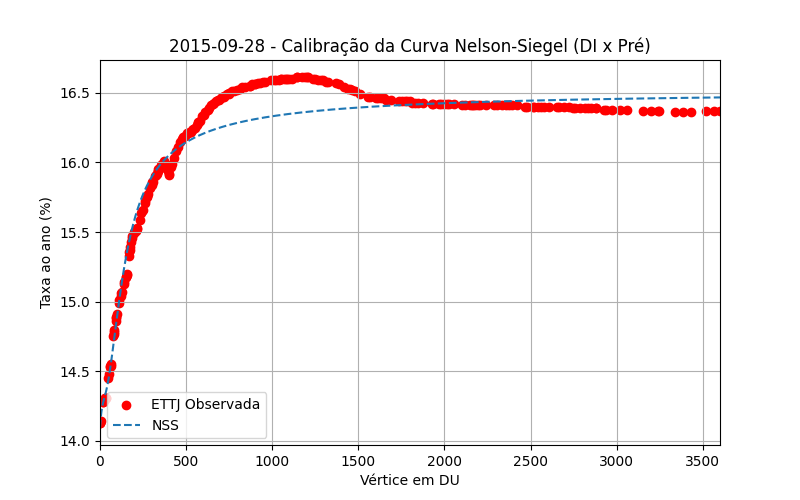 2015-09-28 - Calibração da Curva Nelson-Siegel (DI x Pré)
Taxa ao ano (%)
16.5
16.0
15.5
15.0
14.5
14.0
ETTJ Observada
NSS
0 500 1000 1500 2000 2500 3000 3500
Vértice em DU